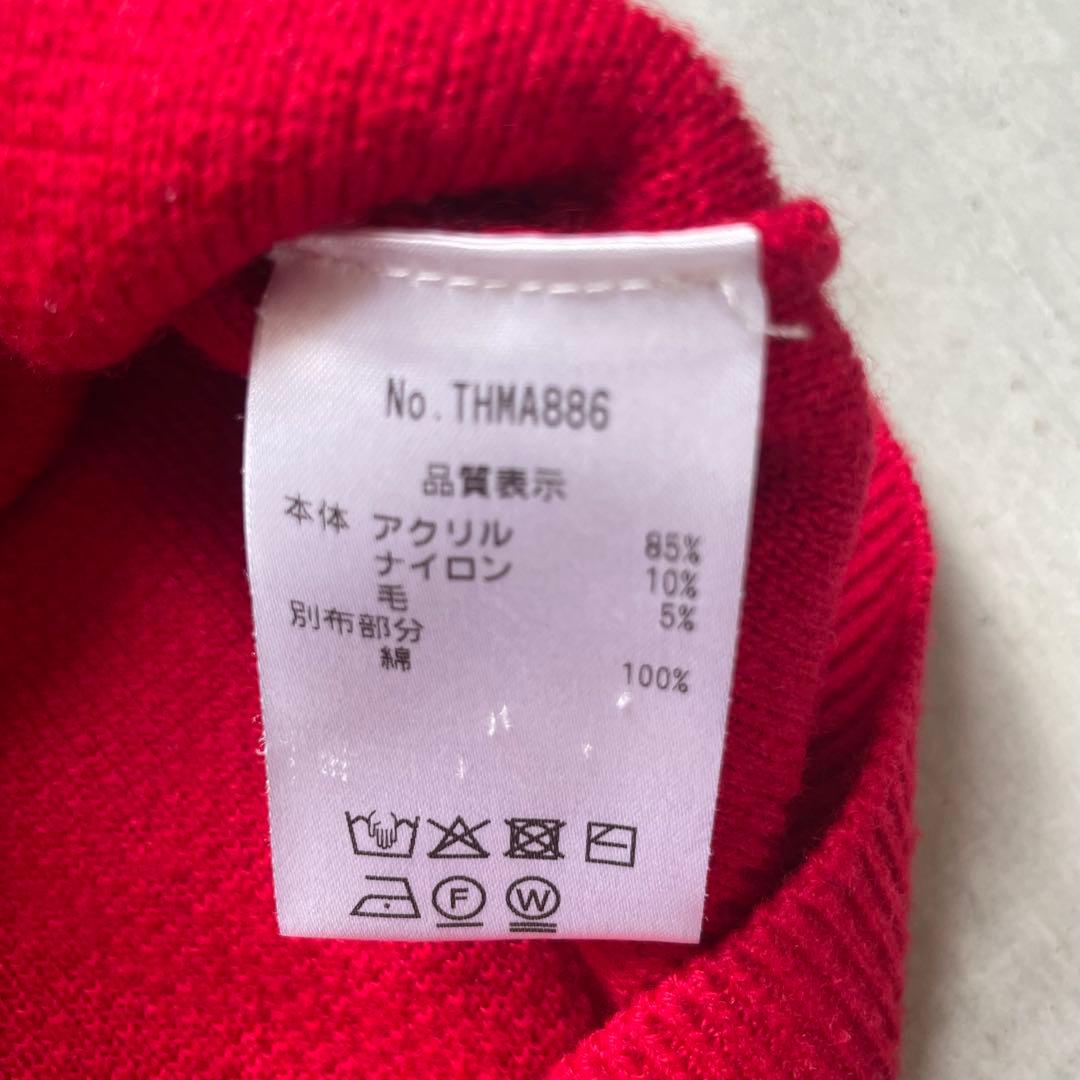 No.THMA886
品質表示
本体 アクリル 85%
ナイロン 10%
毛 5%
別布部分
綿 100%
F W